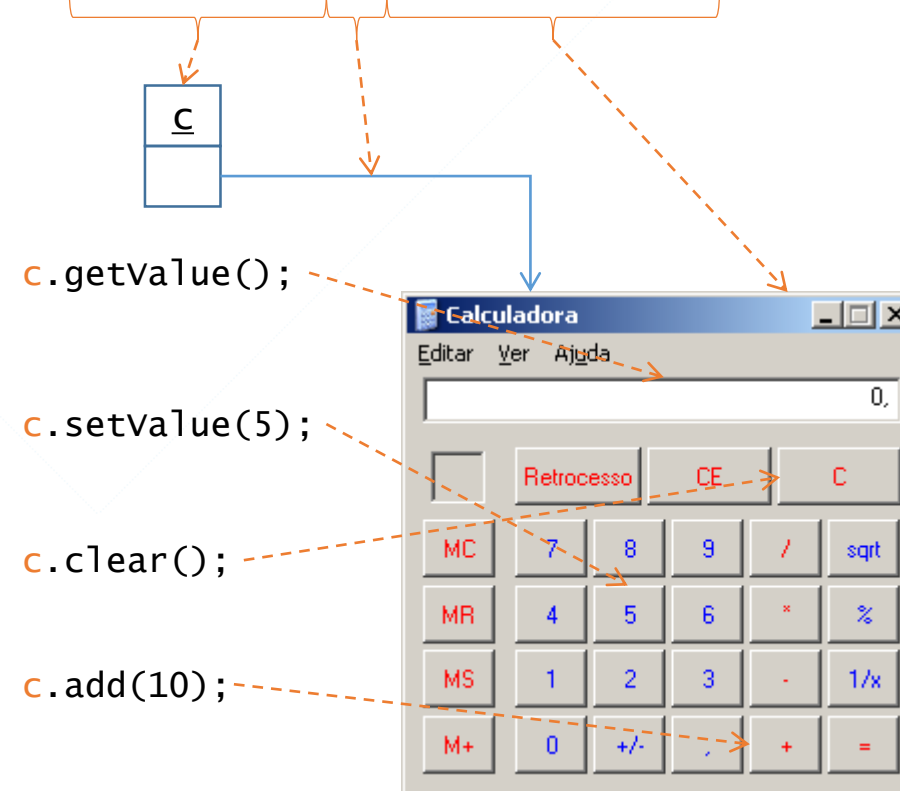 c
c.getValue();
Calculadora
Editar Ver Ajuda
0,
c.setValue(5);
Retrocesso CE C
c.clear();
MC 7 8 9 / sqrt
MR 4 5 6 * %
c.add(10);
MS 1 2 3 - 1/x
M+ 0 +/- , + =